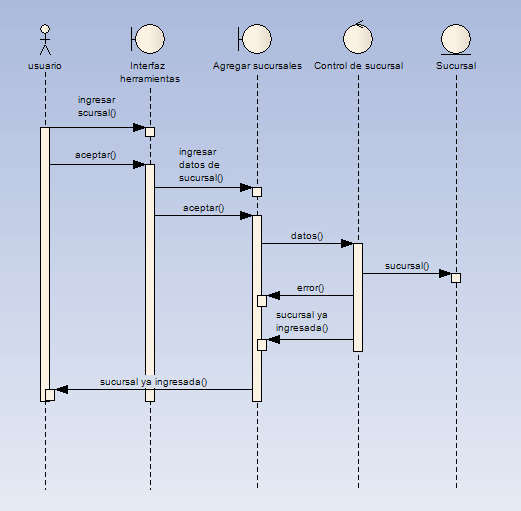 usuario
Interfaz
herramientas
Agregar sucursales
Control de sucursal
Sucursal
ingresar
scursal()
aceptar()
ingresar
datos de
sucursal()
aceptar()
datos()
sucursal()
error()
sucursal ya
ingresada()
sucursal ya ingresada()